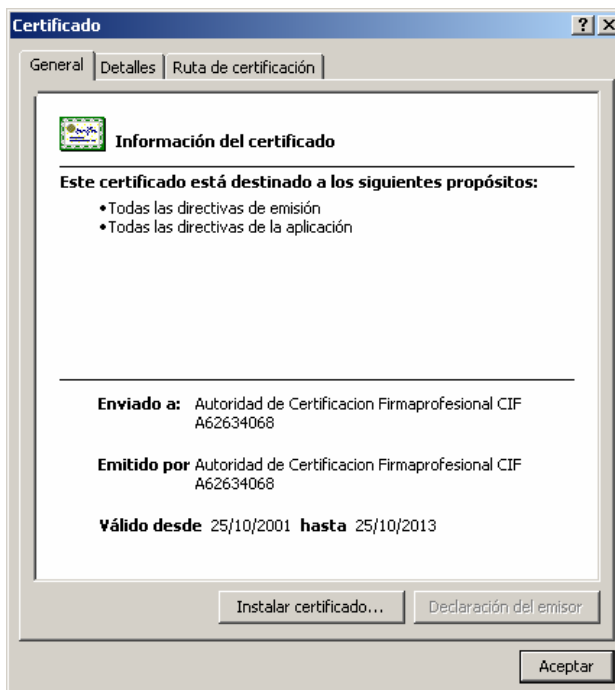 Certificado
General
Detalles
Ruta de certificación
Información del certificado
Este certificado está destinado a los siguientes propósitos:
•Todas las directivas de emisión
•Todas las directivas de la aplicación
Enviado a: Autoridad de Certificacion Firmaprofesional CIF
A62634068
Emitido por Autoridad de Certificacion Firmaprofesional CIF
A62634068
Válido desde 25/10/2001 hasta 25/10/2013
Instalar certificado...
Declaración del emisor
Aceptar